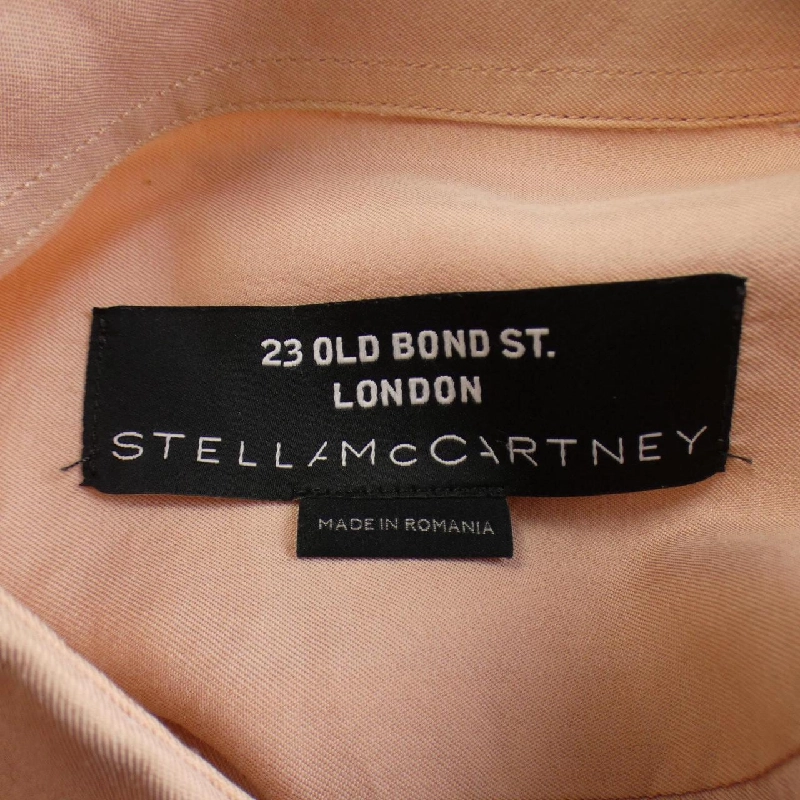 23 OLD BOND ST.
LONDON
STELLAMcCARTNEY
MADE IN ROMANIA